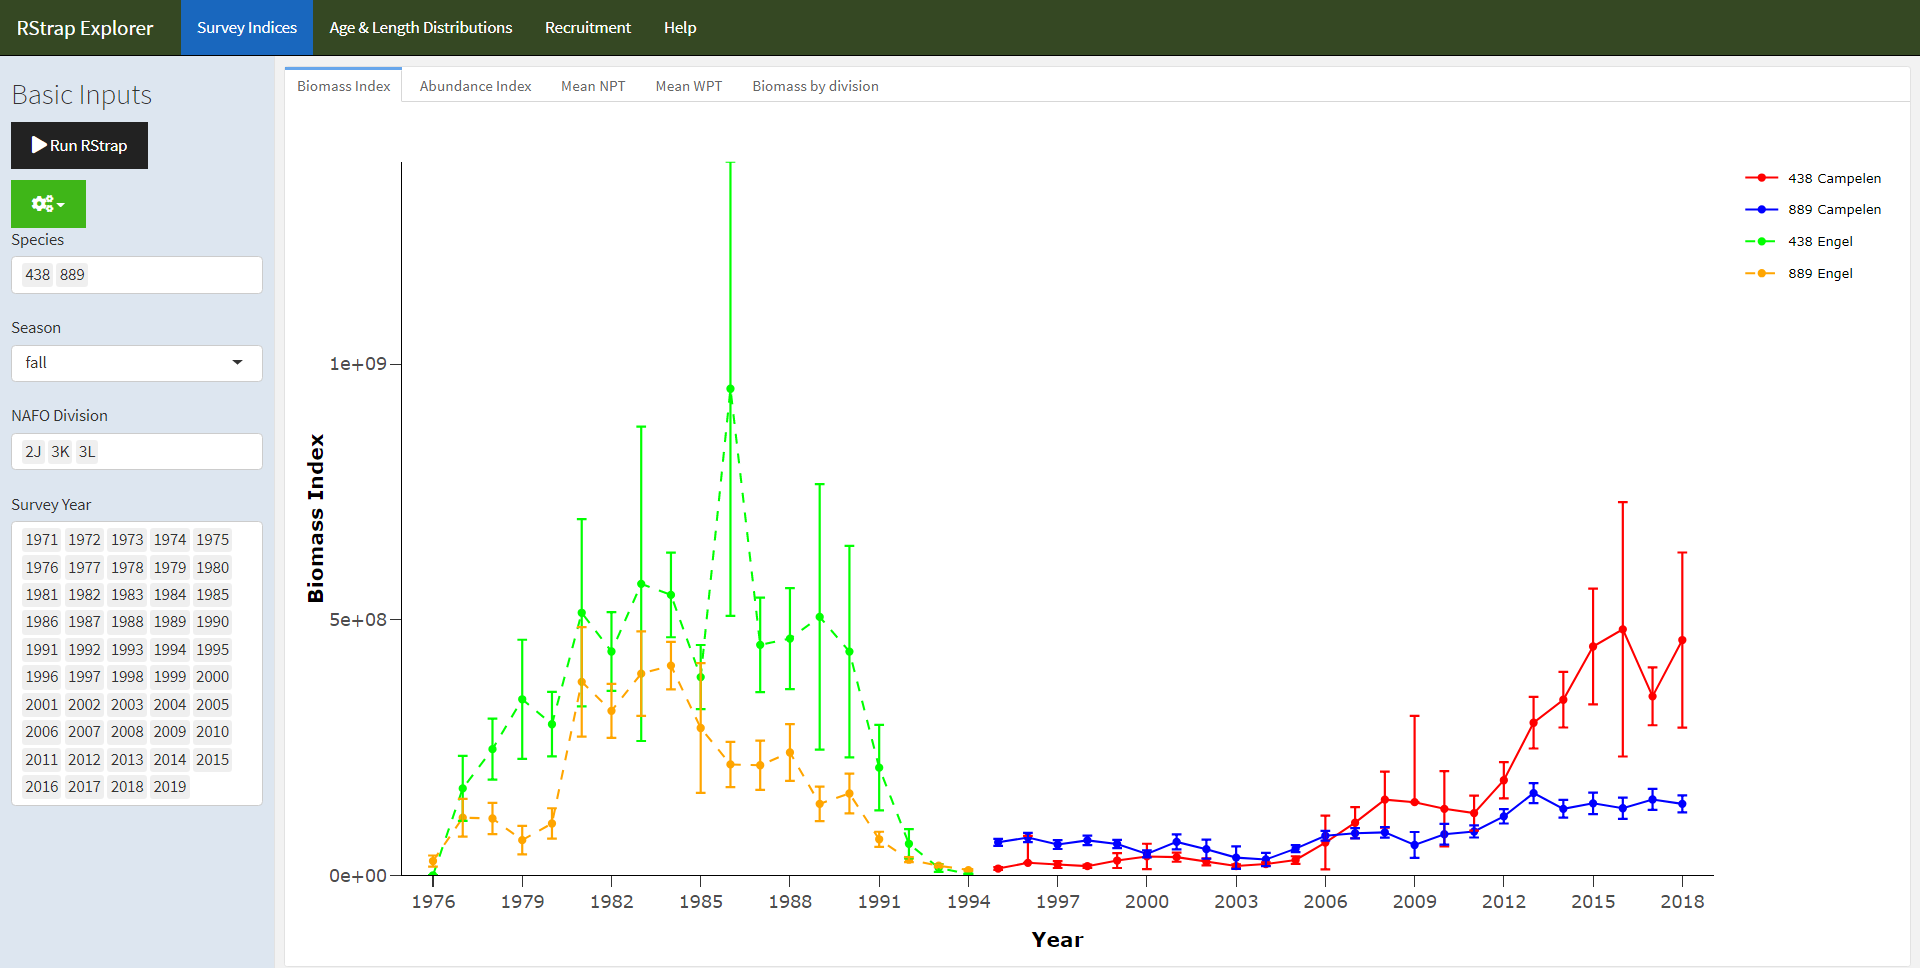 RStrap Explorer Survey Indices Age & Length Distributions Recruitment Help
Basic Inputs
Run RStrap
Species
438 889
Season
fall
NAFO Division
2J 3K 3L
Survey Year
1971 1972 1973 1974 1975
1976 1977 1978 1979 1980
1981 1982 1983 1984 1985
1986 1987 1988 1989 1990
1991 1992 1993 1994 1995
1996 1997 1998 1999 2000
2001 2002 2003 2004 2005
2006 2007 2008 2009 2010
2011 2012 2013 2014 2015
2016 2017 2018 2019
Biomass Index Abundance Index Mean NPT Mean WPT Biomass by division
438 Campelen
889 Campelen
438 Engel
889 Engel
Biomass Index
1e+09
5e+08
0e+00
1976 1979 1982 1985 1988 1991 1994 1997 2000 2003 2006 2009 2012 2015 2018
Year